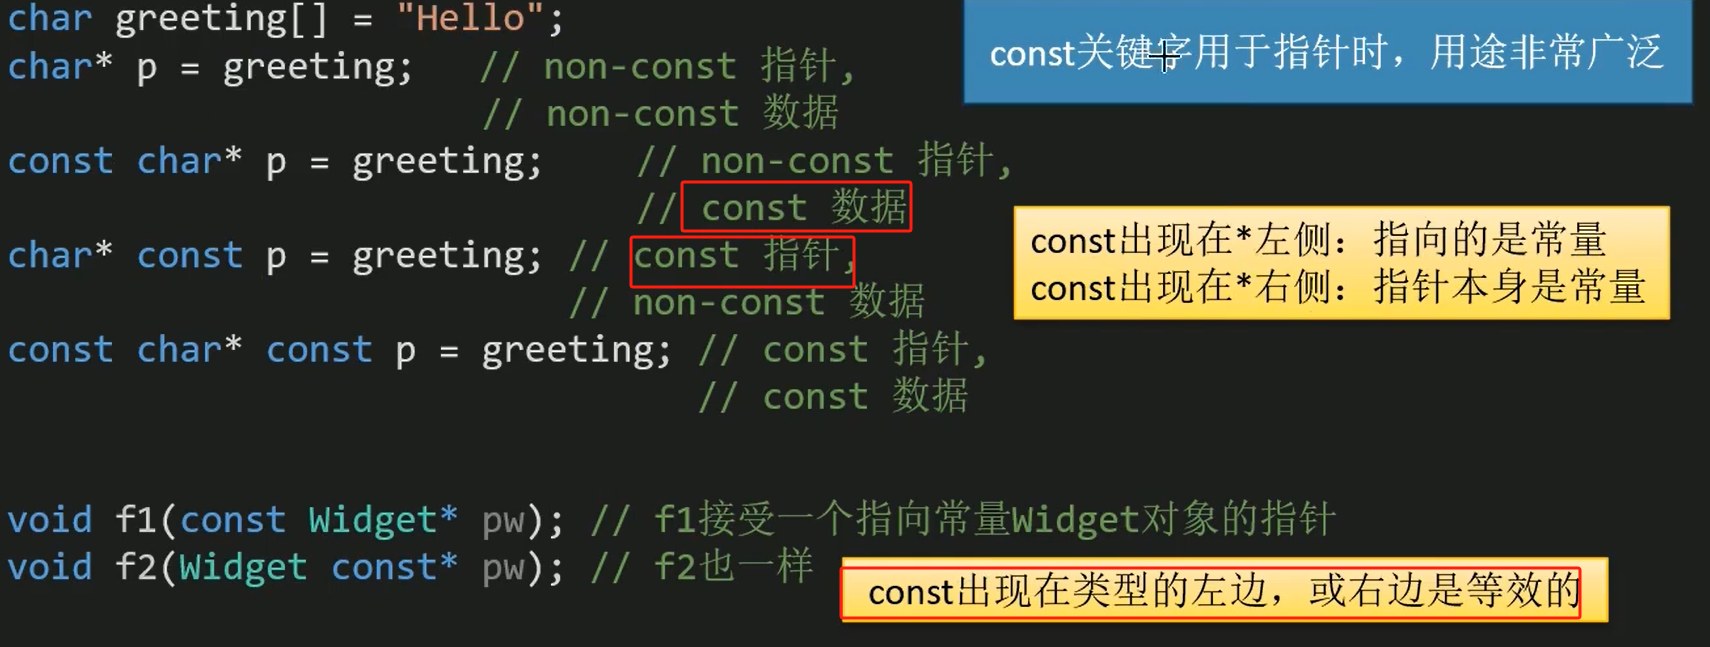 char greeting[] = "Hello";
const关键字用于指针时，用途非常广泛
char* p = greeting;    // non-const 指针,
// non-const 数据
const char* p = greeting;    // non-const 指针,
// const 数据
char* const p = greeting; // const 指针,
// non-const 数据
const出现在*左侧：指向的是常量
const出现在*右侧：指针本身是常量
const char* const p = greeting; // const 指针,
// const 数据
void f1(const Widget* pw); // f1接受一个指向常量Widget对象的指针
void f2(Widget const* pw); // f2也一样
const出现在类型的左边，或右边是等效的